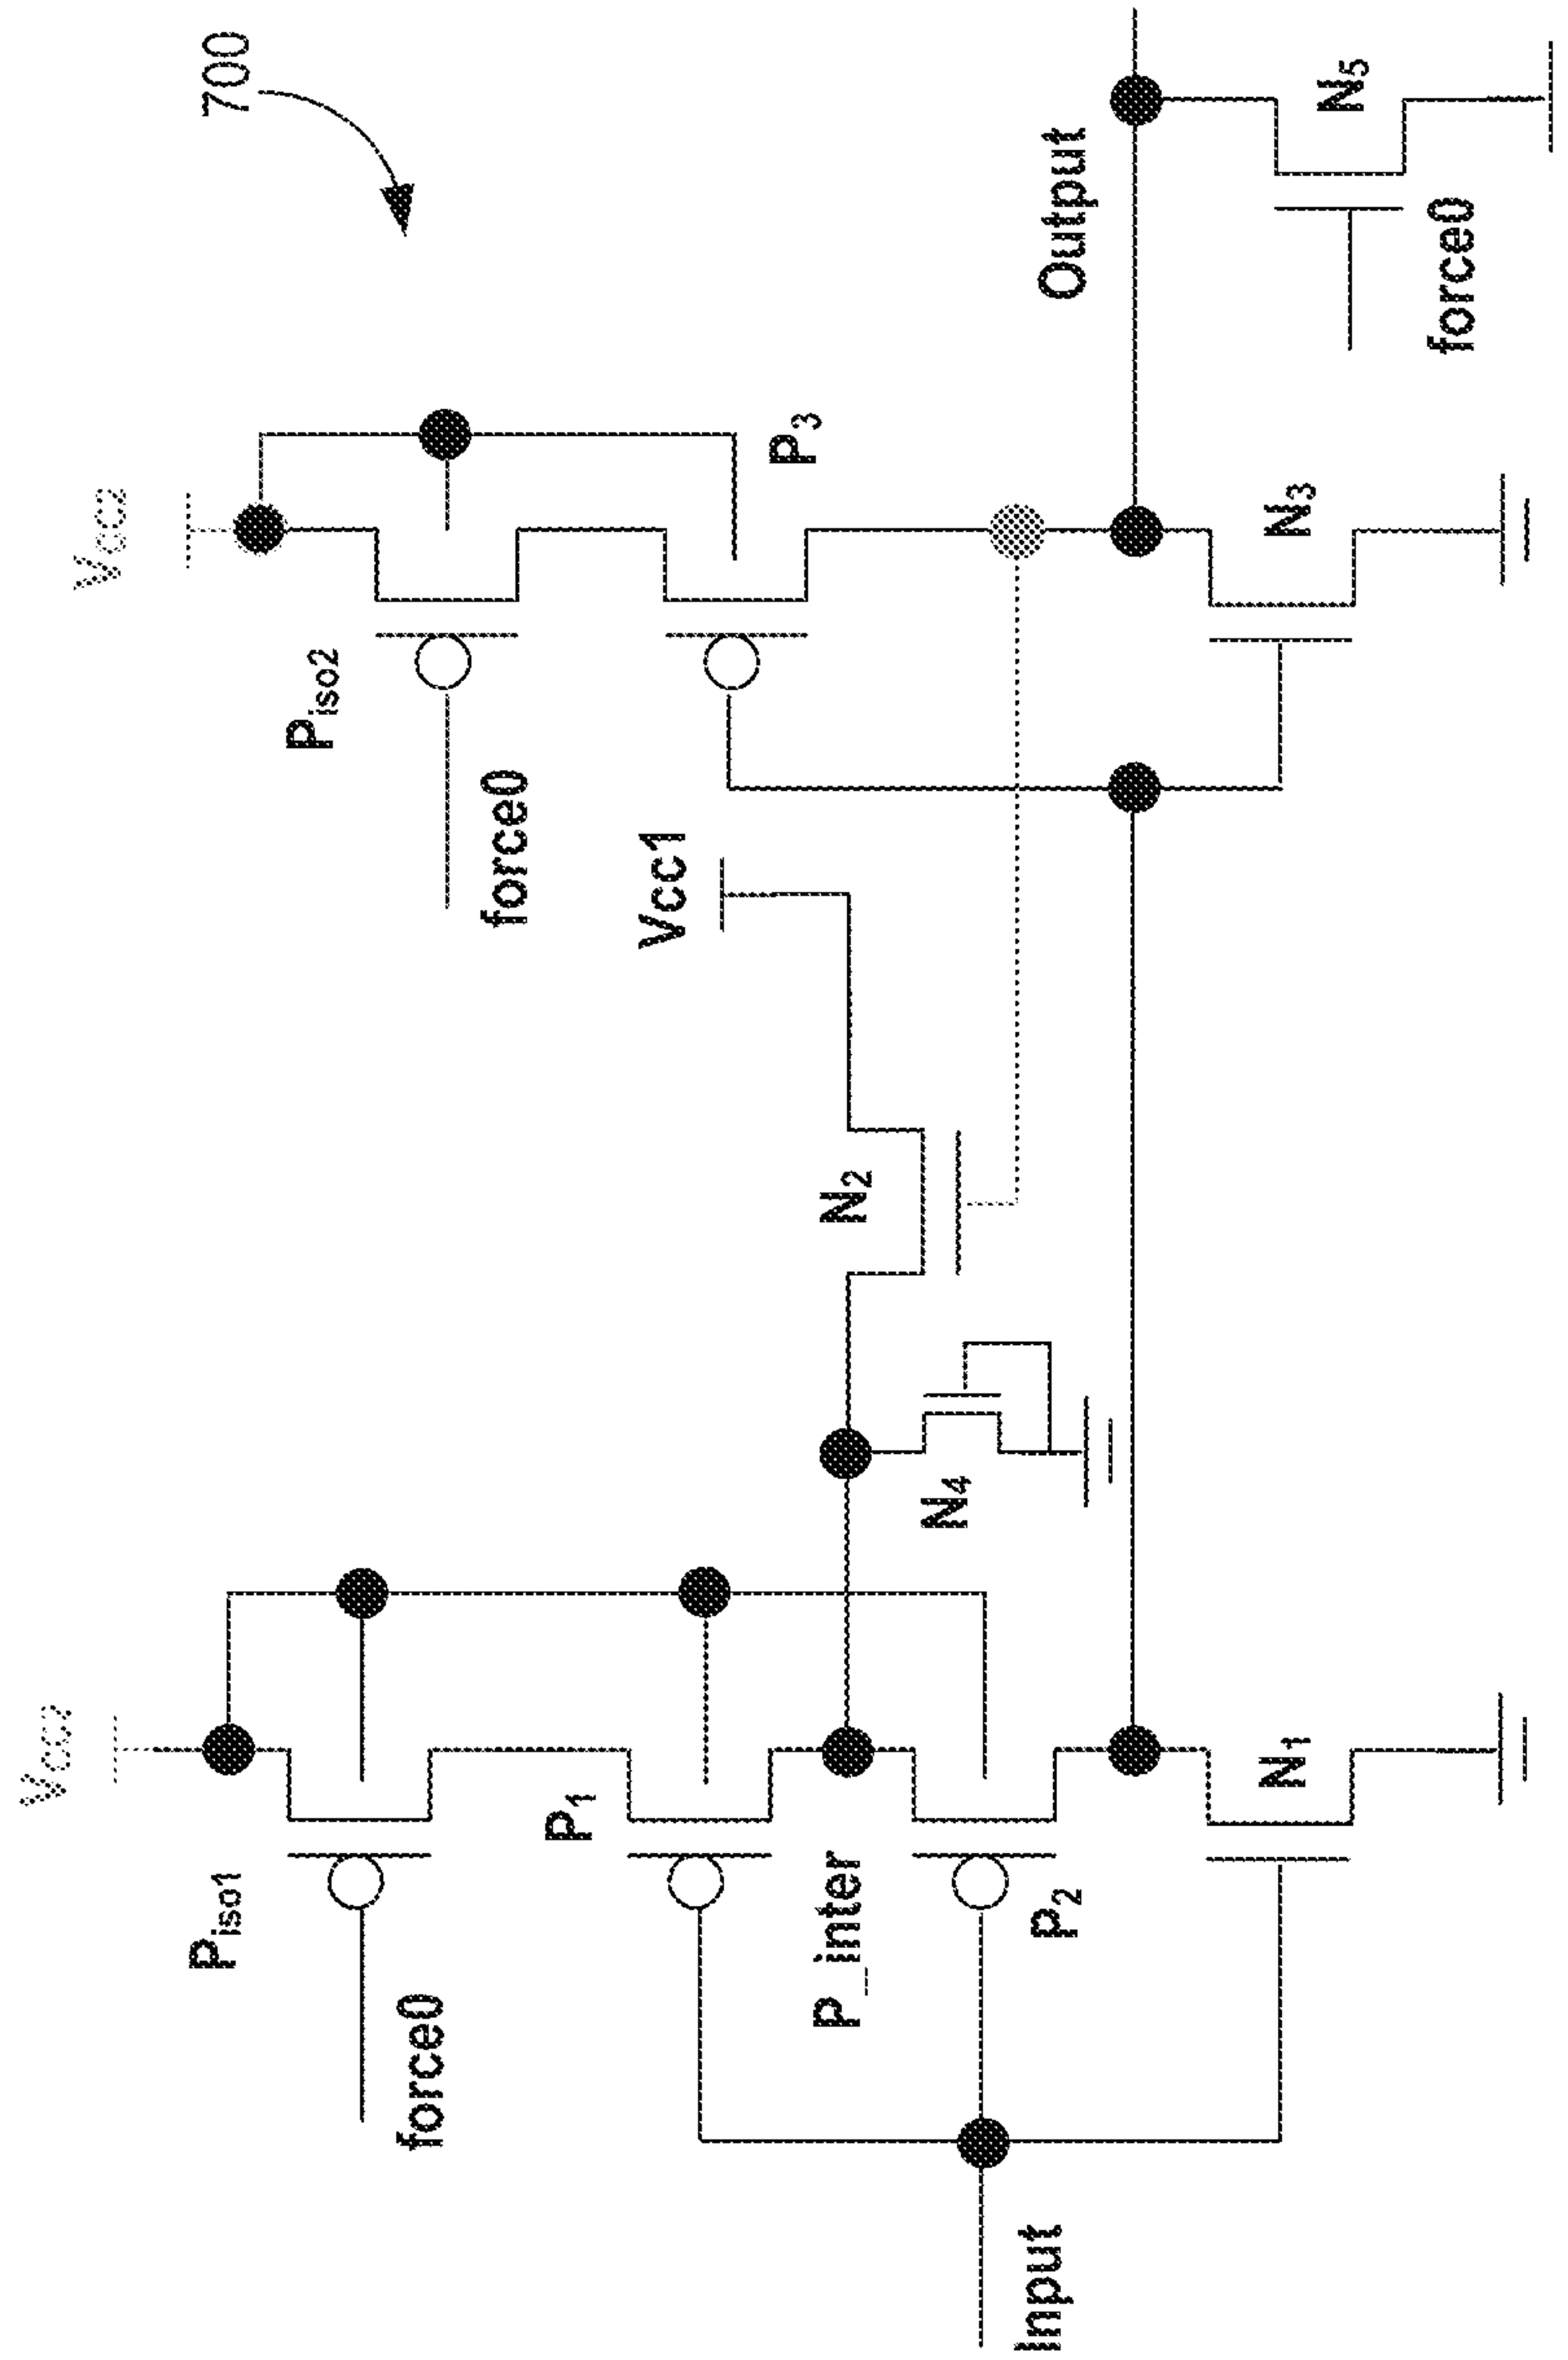 700
Vcc2
Vcc2
Piso1
force0
P1
P_inter
P2
N1
Input
N4
N2
Vcc1
Piso2
force0
P3
N3
Output
N5
force0